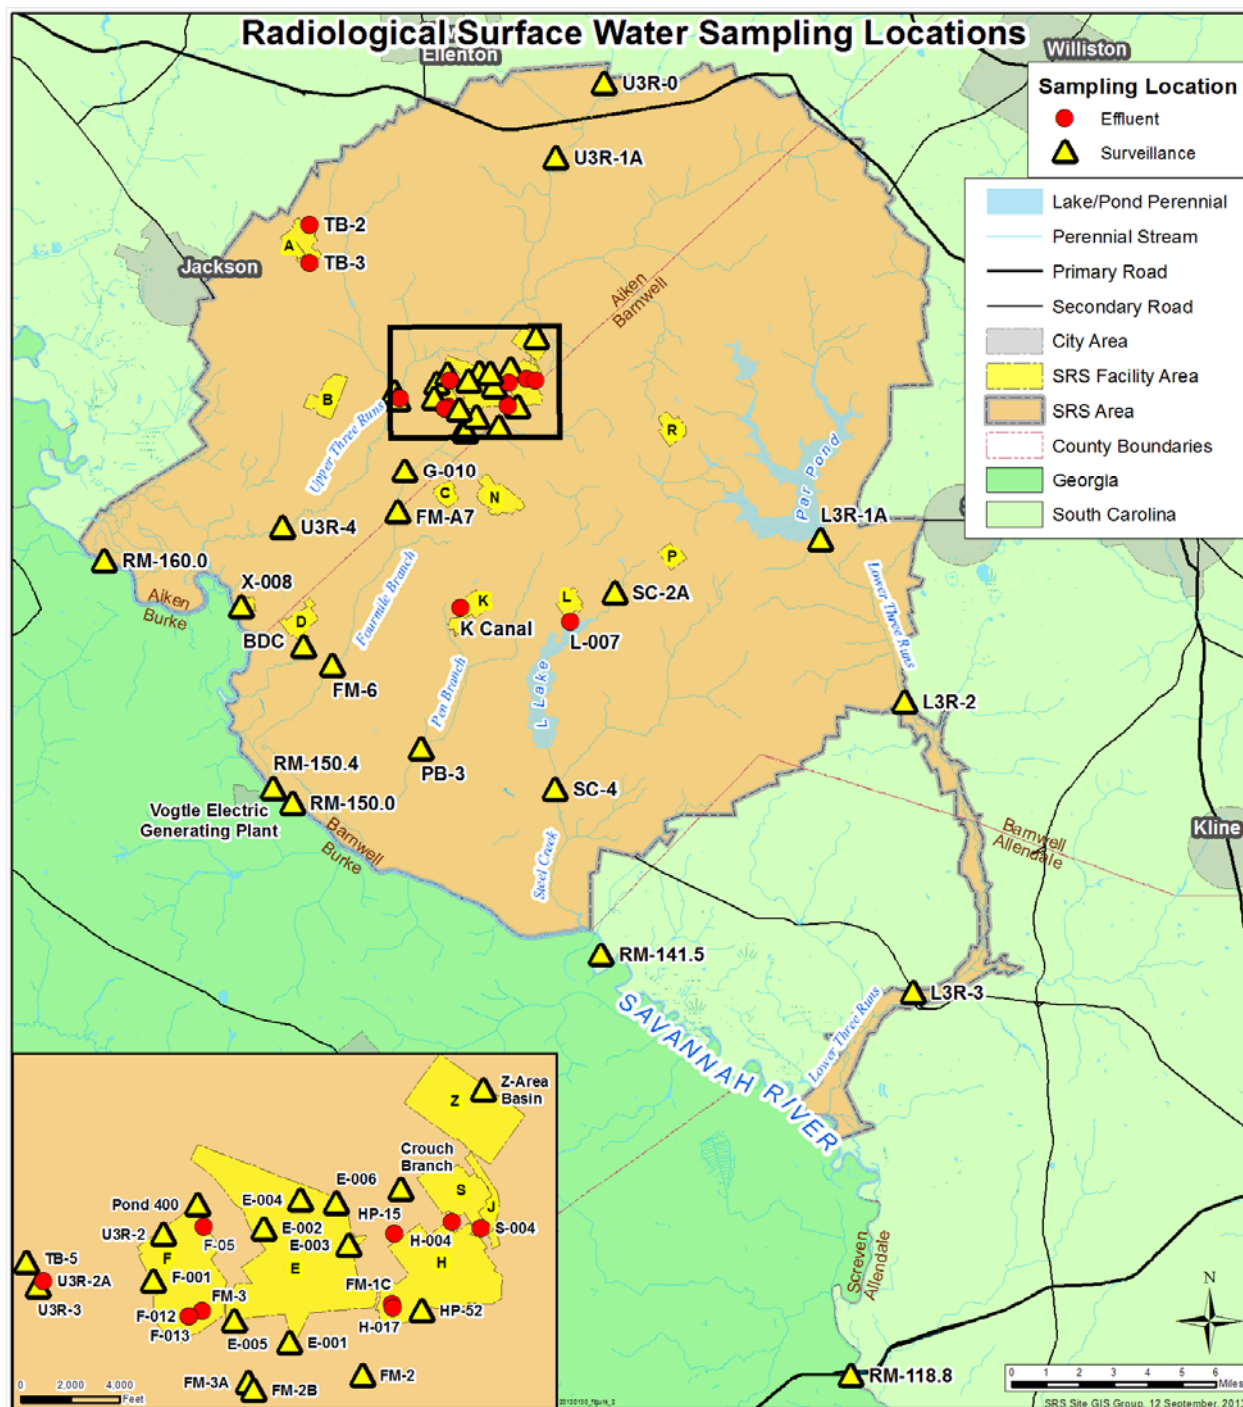 Radiological Surface Water Sampling Locations
Ellenton
Williston
U3R-0
Sampling Location
Effluent
Surveillance
U3R-1A
Lake/Pond Perennial
Perennial Stream
Primary Road
Secondary Road
City Area
SRS Facility Area
SRS Area
County Boundaries
Georgia
South Carolina
TB-2
A
TB-3
Jackson
Aiken
Barnwell
B
Upper Three Runs
R
Par Pond
G-010
C
N
FM-A7
U3R-4
L3R-1A
RM-160.0
P
Lower Three Runs
Aiken
Burke
X-008
Fourmile Branch
SC-2A
D
K
L
K Canal
L-007
BDC
FM-6
Pen Branch
L Lake
L3R-2
RM-150.4
PB-3
SC-4
Vogtle Electric
Generating Plant
RM-150.0
Barnwell
Burke
Barnwell
Allendale
Kline
Steel Creek
RM-141.5
L3R-3
SAVANNAH RIVER
Lower Three Runs
Z
Z-Area
Basin
Crouch
Branch
E-006
S
J
E-004
HP-15
Pond 400
U3R-2
F-05
E-002
E-003
H-004
S-004
F
E
H
TB-5
U3R-2A
U3R-3
F-001
FM-1C
FM-3
F-012
F-013
E-005
E-001
H-017
HP-52
FM-3A
FM-2B
FM-2
0 2,000 4,000
Feet
Screven
Allendale
N
RM-118.8
0 1 2 3 4 5 6
Miles
20130130_figure_2
SRS Site GIS Group, 12 September, 2013